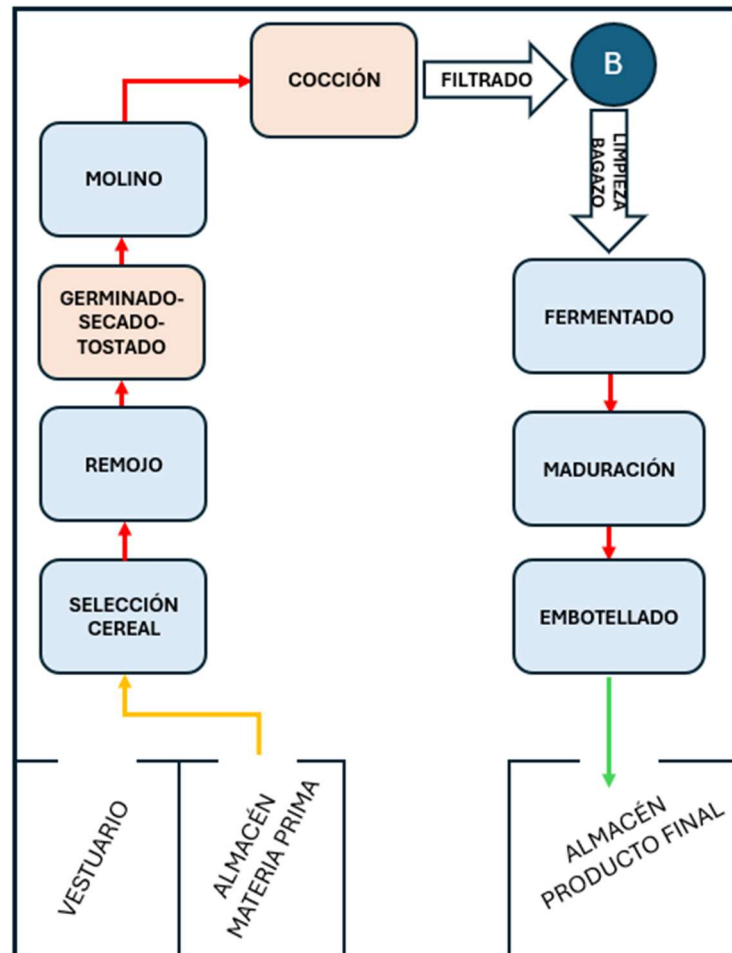 COCCIÓN
FILTRADO
B
MOLINO
LIMPIEZA
BAGAZO
GERMINADO-
SECADO-
TOSTADO
FERMENTADO
REMOJO
MADURACIÓN
SELECCIÓN
CEREAL
EMBOTELLADO
VESTUARIO
ALMACÉN
MATERIA PRIMA
ALMACÉN
PRODUCTO FINAL